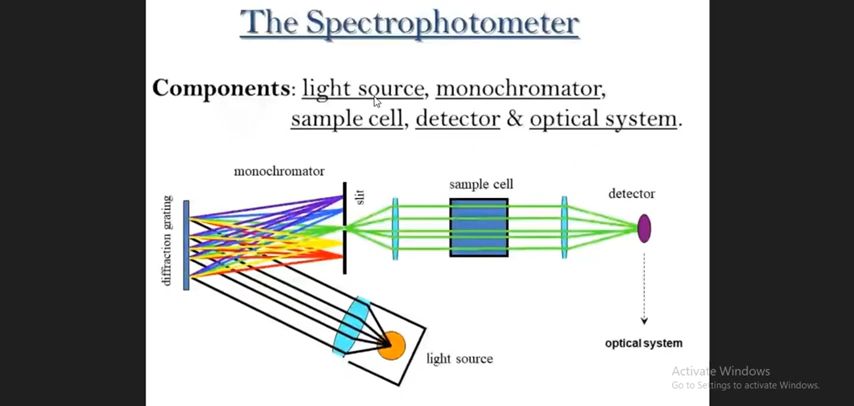 The Spectrophotometer
Components: light source, monochromator,
sample cell, detector & optical system.
monochromator
slit
sample cell
detector
diffraction grating
light source
optical system
Activate Windows
Go to Settings to activate Windows.